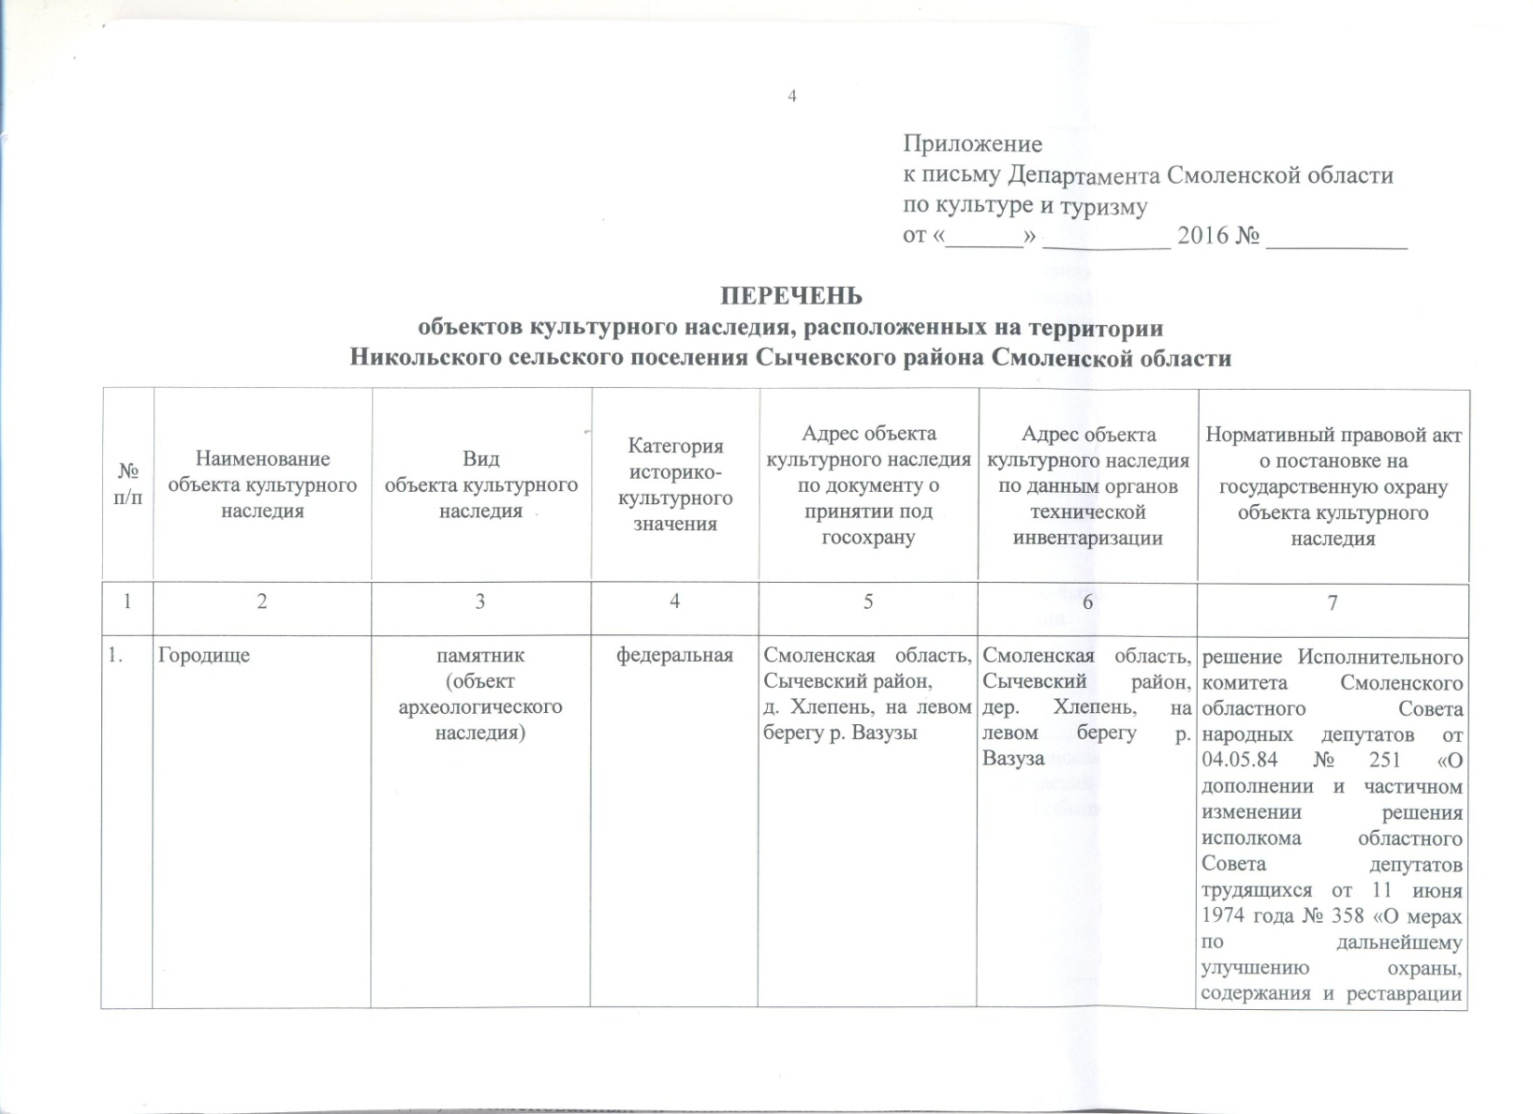 4
Приложение
к письму Департамента Смоленской области
по культуре и туризму
от «______» __________ 2016 № ___________
ПЕРЕЧЕНЬ
объектов культурного наследия, расположенных на территории
Никольского сельского поселения Сычевского района Смоленской области
№
п/п
Наименование
объекта культурного
наследия
Вид
объекта культурного
наследия
Категория
историко-
культурного
значения
Адрес объекта
культурного наследия
по документу о
принятии под
госохрану
Адрес объекта
культурного наследия
по данным органов
технической
инвентаризации
Нормативный правовой акт
о постановке на
государственную охрану
объекта культурного
наследия
1
2
3
4
5
6
7
1.
Городище
памятник
(объект
археологического
наследия)
федеральная
Смоленская область,
Сычевский район,
д. Хлепень, на левом
берегу р. Вазузы
Смоленская область,
Сычевский район,
дер. Хлепень, на
левом берегу р.
Вазуза
решение Исполнительного
комитета Смоленского
областного Совета
народных депутатов от
04.05.84 № 251 «О
дополнении и частичном
изменении решения
исполкома областного
Совета депутатов
трудящихся от 11 июня
1974 года № 358 «О мерах
по дальнейшему
улучшению охраны,
содержания и реставрации